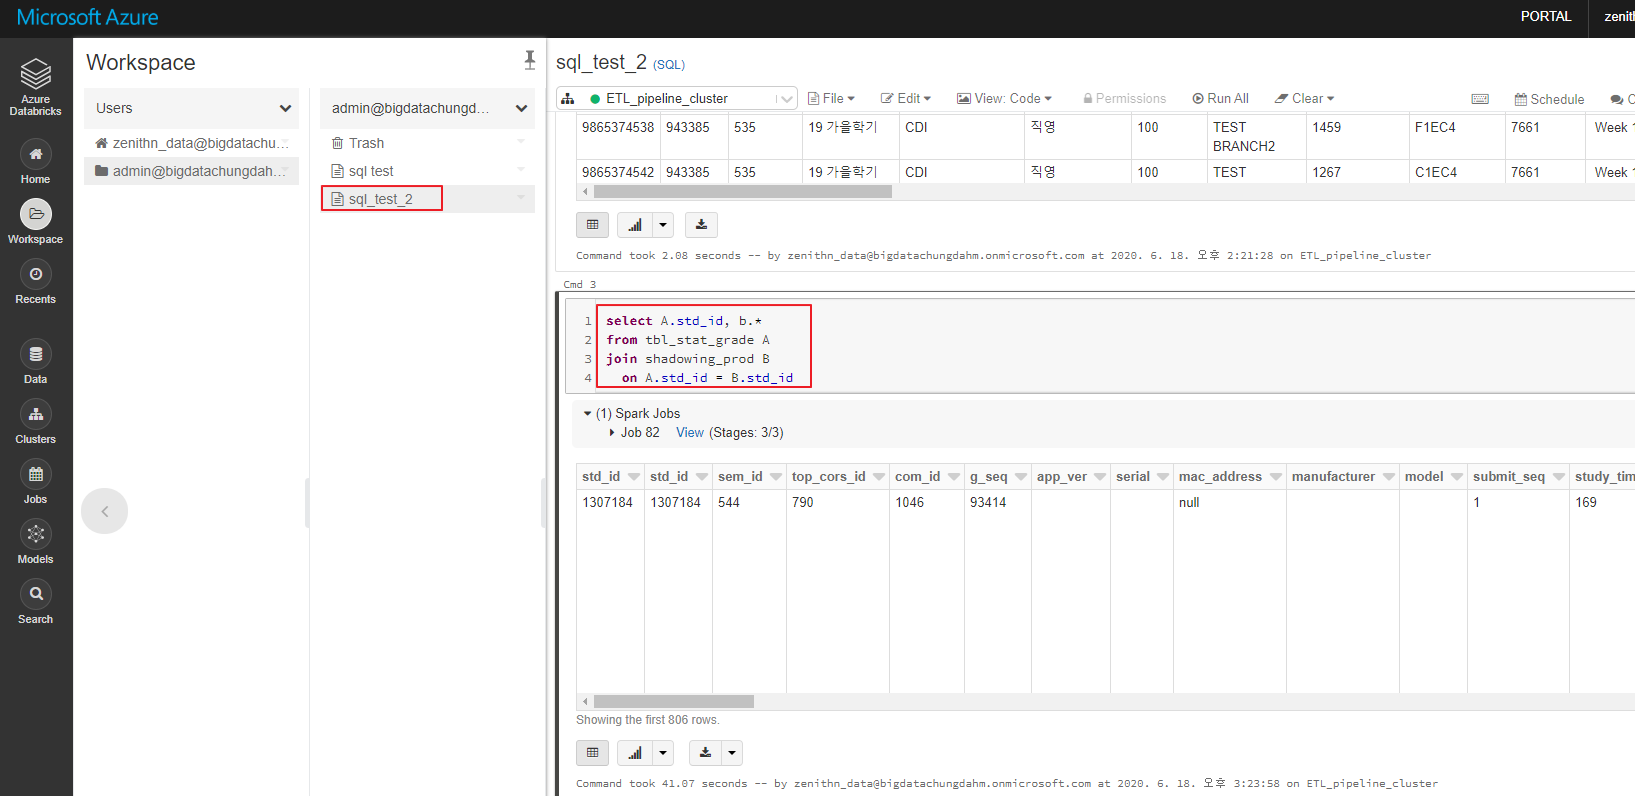 Microsoft Azure
PORTAL
Azure
Databricks
Home
Workspace
Recents
Data
Clusters
Jobs
Models
Search
Workspace
Users
zenithn_data@bigdatachu...
admin@bigdatachungdah...
admin@bigdatachungd...
Trash
sql test
sql_test_2
sql_test_2 (SQL)
ETL_pipeline_cluster
File
Edit
View: Code
Permissions
Run All
Clear
Schedule
9865374538 943385 535 19 가을학기 CDI 직영 100 TEST BRANCH2 1459 F1EC4 7661 Week
9865374542 943385 535 19 가을학기 CDI 직영 100 TEST 1267 C1EC4 7661 Week
Command took 2.08 seconds -- by zenithn_data@bigdatachungdahm.onmicrosoft.com at 2020. 6. 18. 오후 2:21:28 on ETL_pipeline_cluster
Cmd 3
1 select A.std_id, b.*
2 from tbl_stat_grade A
3 join shadowing_prod B
4 on A.std_id = B.std_id
(1) Spark Jobs
Job 82 View (Stages: 3/3)
std_id std_id sem_id top_cors_id com_id g_seq app_ver serial mac_address manufacturer model submit_seq study_tim
1307184 1307184 544 790 1046 93414 null 1 169
Showing the first 806 rows.
Command took 41.07 seconds -- by zenithn_data@bigdatachungdahm.onmicrosoft.com at 2020. 6. 18. 오후 3:23:58 on ETL_pipeline_cluster